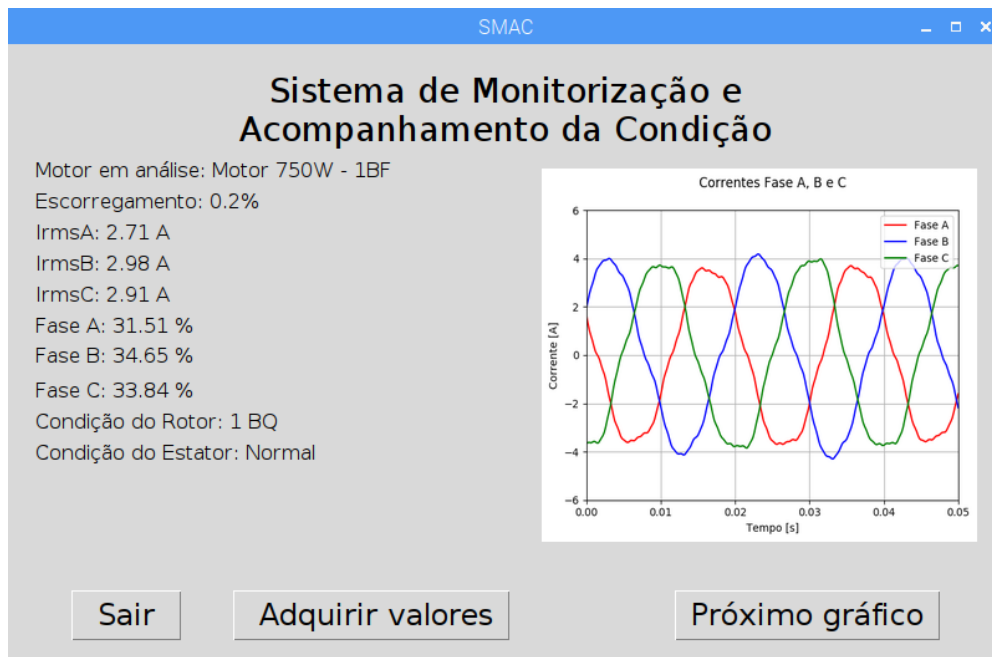 SMAC
Sistema de Monitorização e
Acompanhamento da Condição
Motor em análise: Motor 750W - 1BF
Escorregamento: 0.2%
IrmsA: 2.71 A
IrmsB: 2.98 A
IrmsC: 2.91 A
Fase A: 31.51 %
Fase B: 34.65 %
Fase C: 33.84 %
Condição do Rotor: 1 BQ
Condição do Estator: Normal
Correntes Fase A, B e C
Fase A
Fase B
Fase C
Corrente [A]
6
4
2
0
−2
−4
−6
0.00 0.01 0.02 0.03 0.04 0.05
Tempo [s]
Sair
Adquirir valores
Próximo gráfico